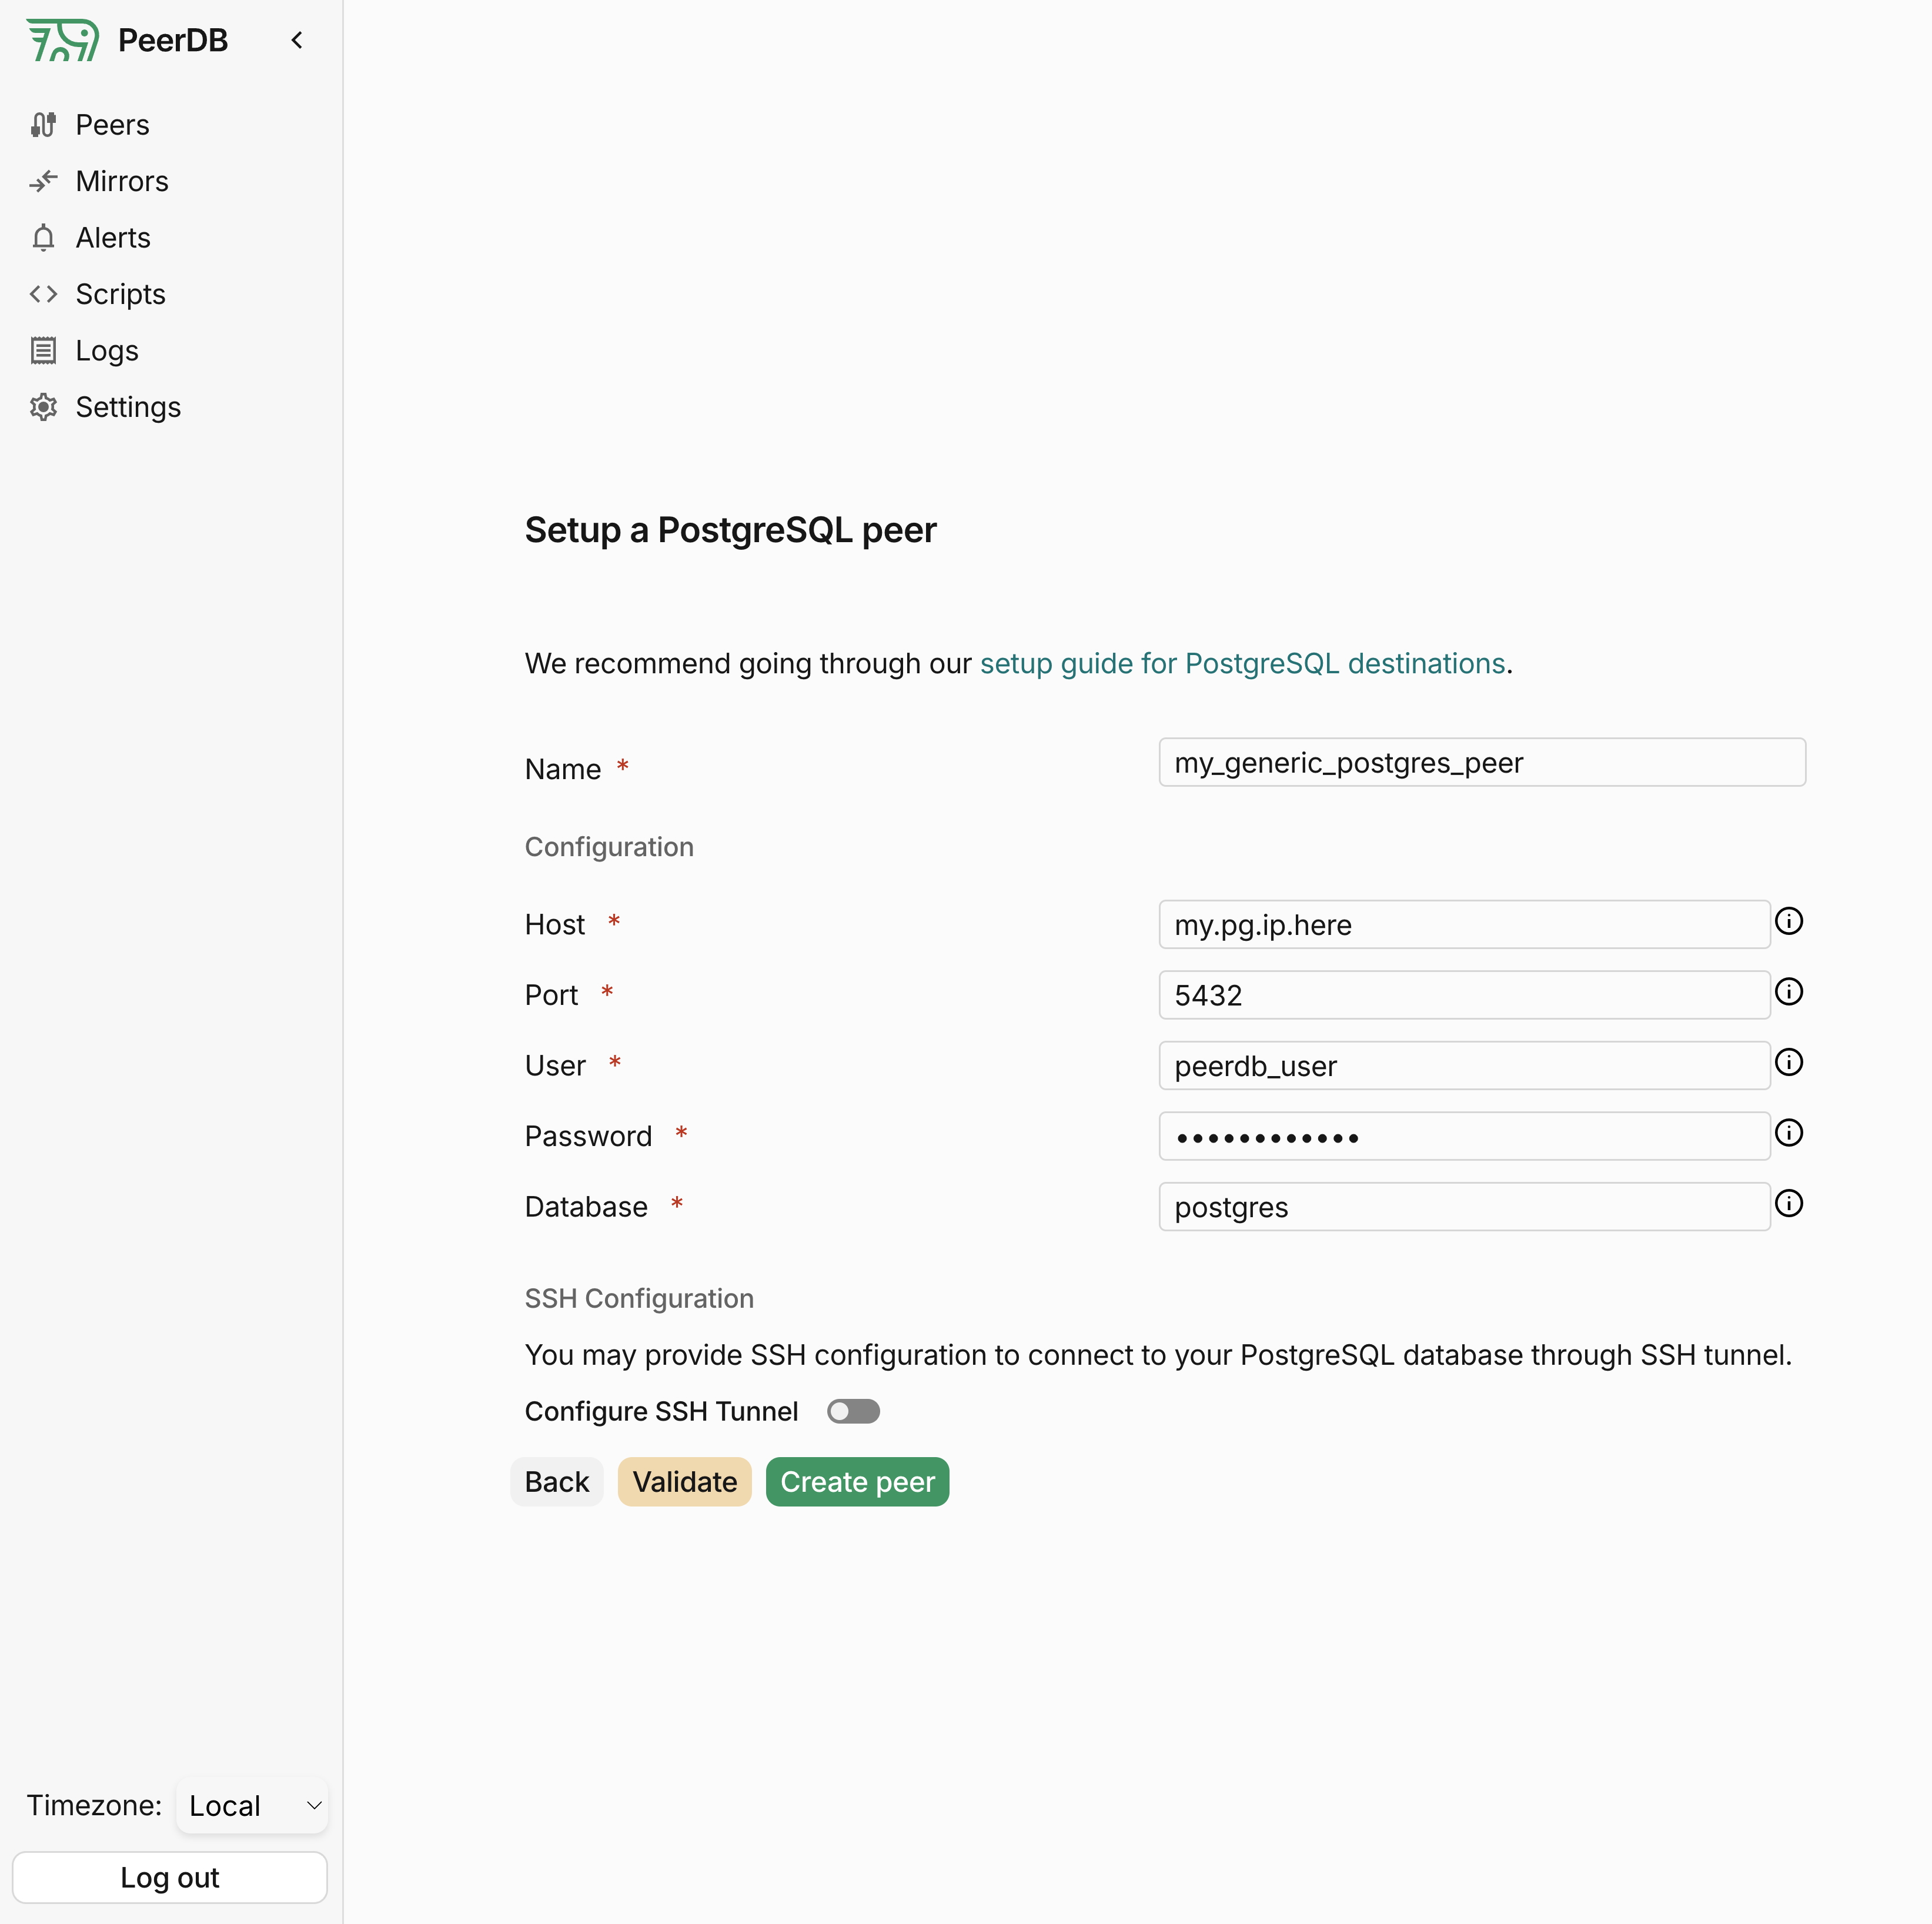 PeerDB
Peers
Mirrors
Alerts
Scripts
Logs
Settings
Timezone: Local
Log out
Setup a PostgreSQL peer
We recommend going through our setup guide for PostgreSQL destinations.
Name * my_generic_postgres_peer
Configuration
Host * my.pg.ip.here
Port * 5432
User * peerdb_user
Password * ••••••••••••
Database * postgres
SSH Configuration
You may provide SSH configuration to connect to your PostgreSQL database through SSH tunnel.
Configure SSH Tunnel
Back Validate Create peer